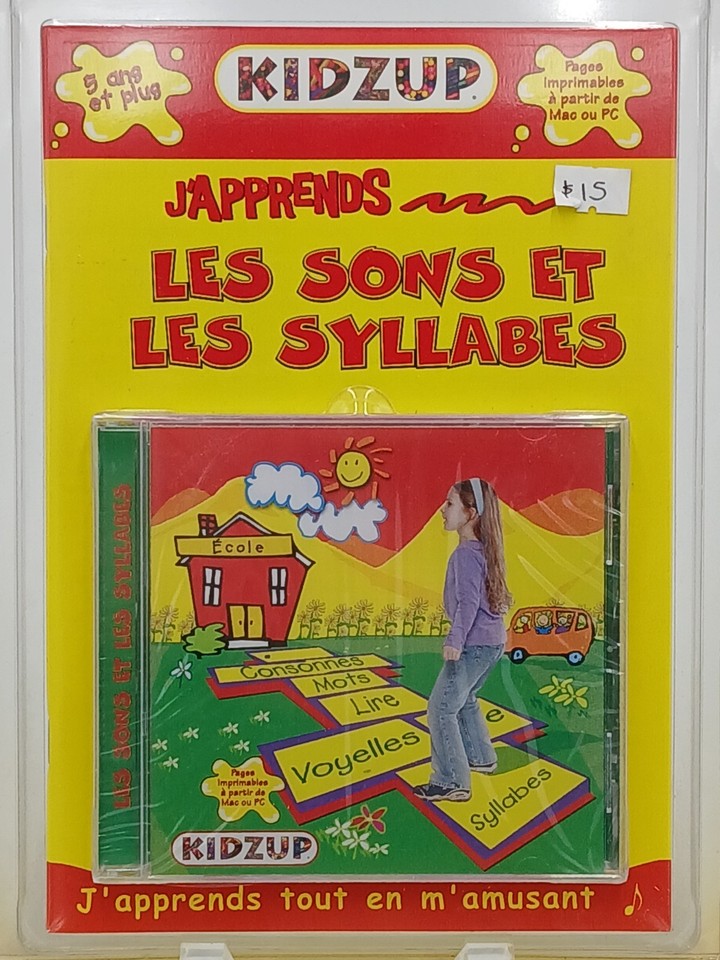 5 ans
et plus
KIDZUP
Pages
Imprimables
à partir de
Mac ou PC
J'APPRENDS
$15
LES SONS ET
LES SYLLABES
LES SONS ET LES SYLLABES
École
Consonnes
Mots
Lire
Voyelles
e
Syllabes
Pages
imprimables
à partir de
Mac ou PC
KIDZUP
J'apprends tout en m'amusant